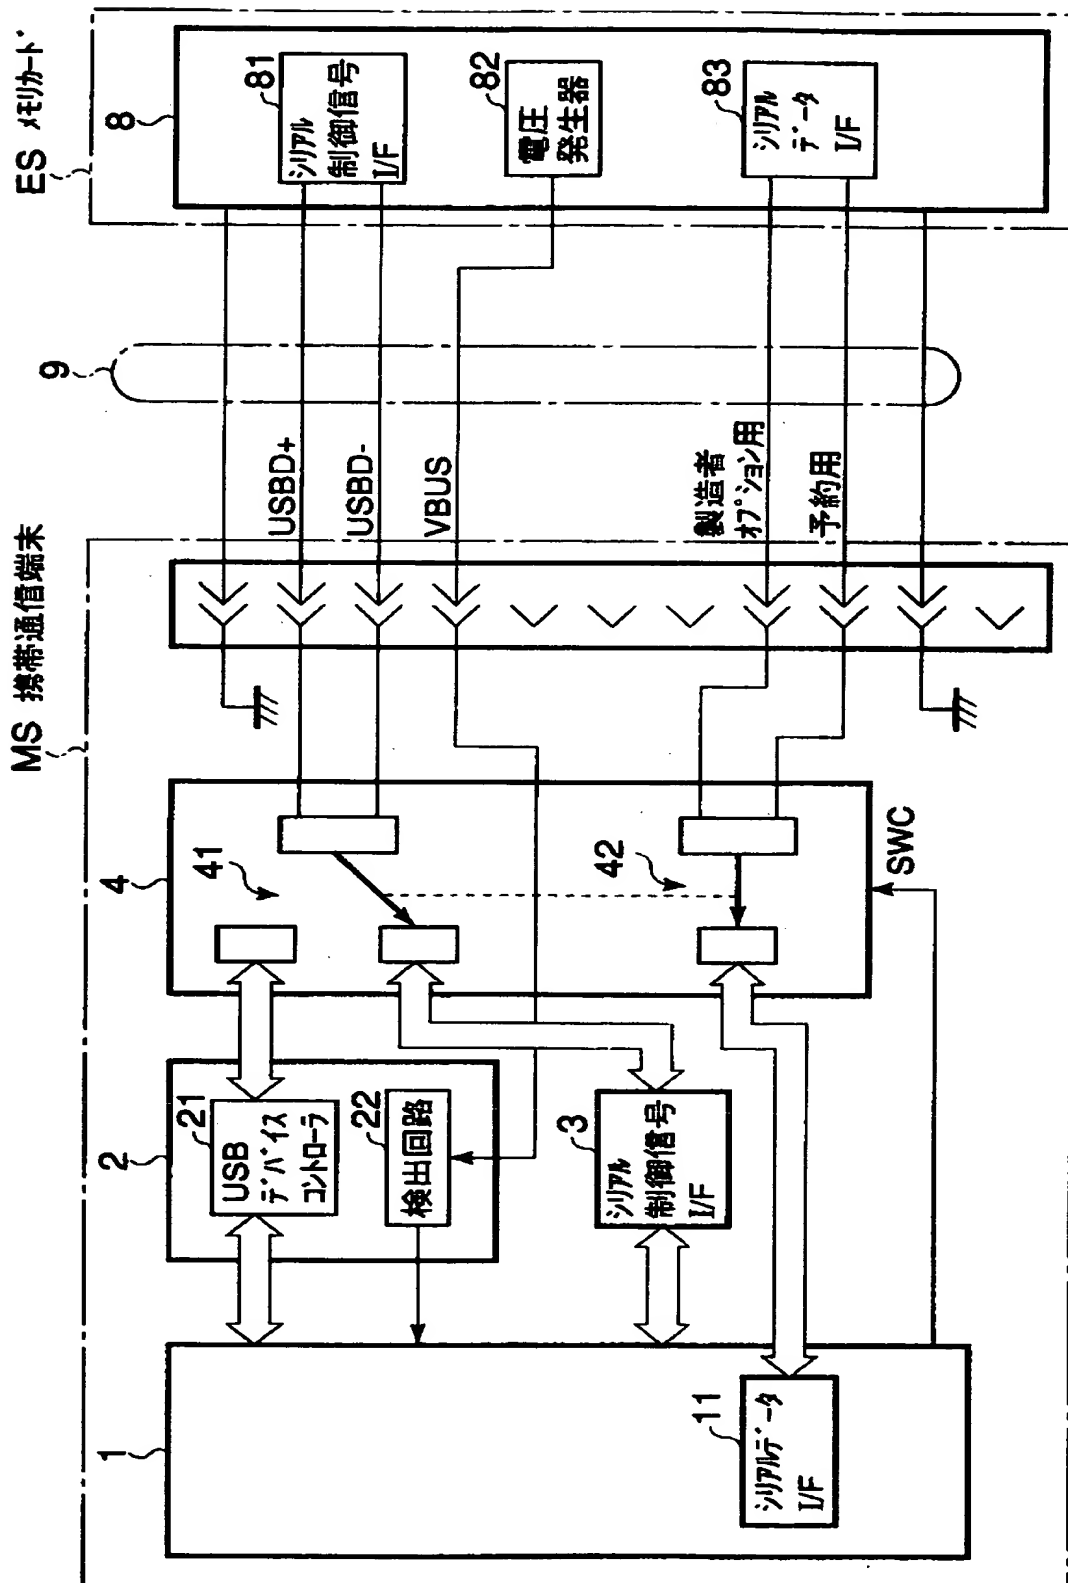 MS 携帯通信端末
ES メモリカード
1
2
21
USB
デバイス
コントローラ
22
検出回路
3
シリアル
制御信号
I/F
11
シリアルデータ
I/F
4
41
42
SWC
USBD+
USBD-
VBUS
製造者
オプション用
予約用
9
8
81
シリアル
制御信号
I/F
82
電圧
発生器
83
シリアル
データ
I/F